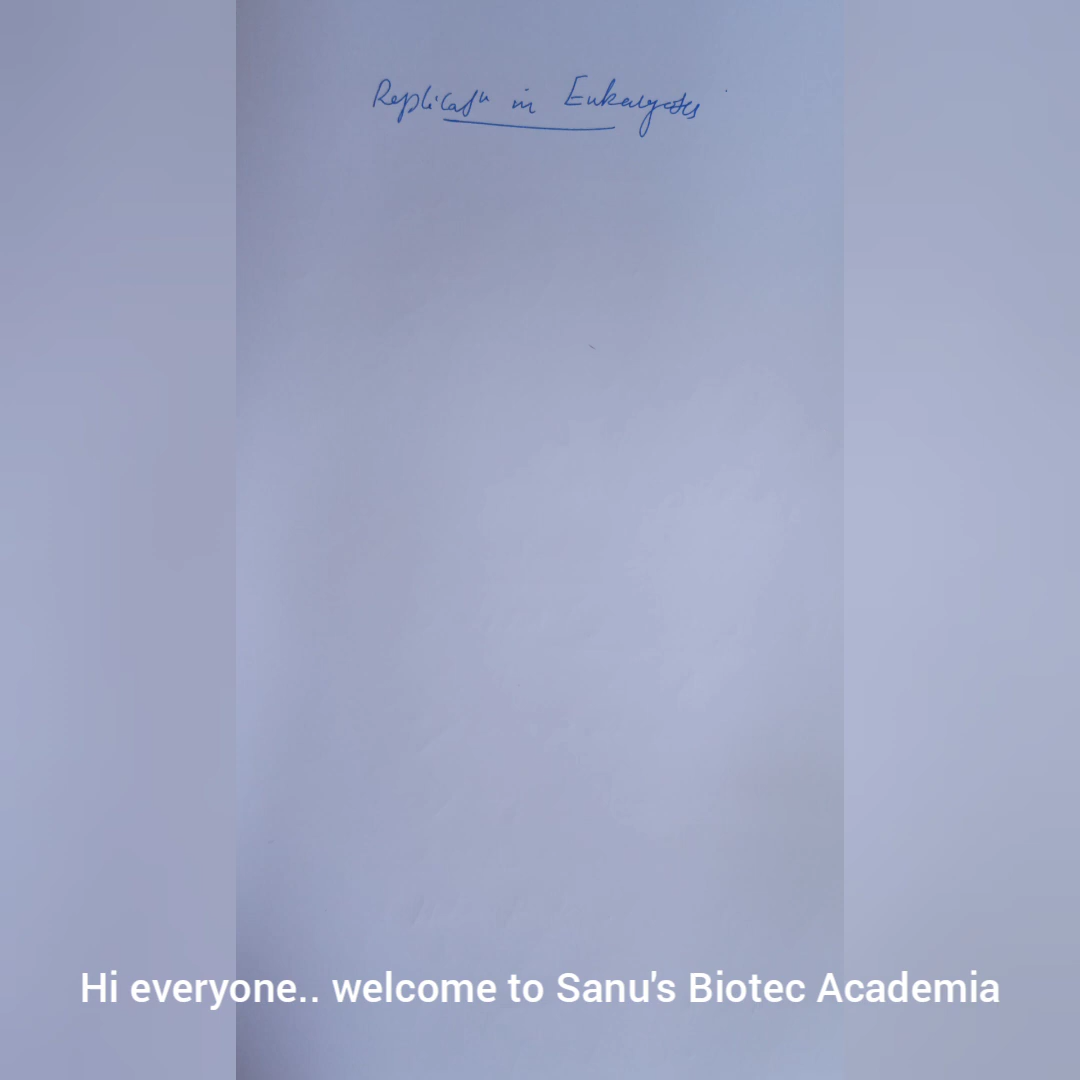 Replicatⁿ in Eukaryotes
Hi everyone.. welcome to Sanu's Biotec Academia